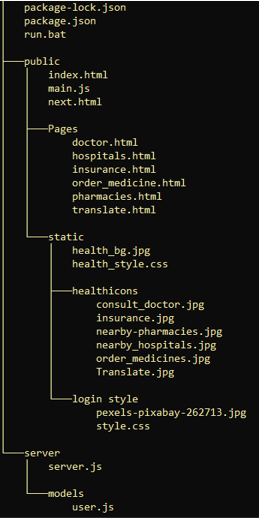 package-lock.json
package.json
run.bat
public
index.html
main.js
next.html
Pages
doctor.html
hospitals.html
insurance.html
order_medicine.html
pharmacies.html
translate.html
static
health_bg.jpg
health_style.css
healthicons
consult_doctor.jpg
insurance.jpg
nearby-pharmacies.jpg
nearby_hospitals.jpg
order_medicines.jpg
Translate.jpg
login style
pexels-pixabay-262713.jpg
style.css
server
server.js
models
user.js